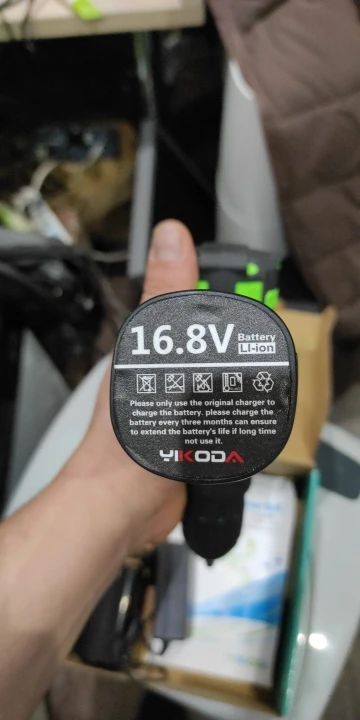 16.8V Battery
LI-ion
Please only use the original charger to
charge the battery. please charge the
battery every three months can ensure
to extend the battery's life if long time
not use it.
YIKODA